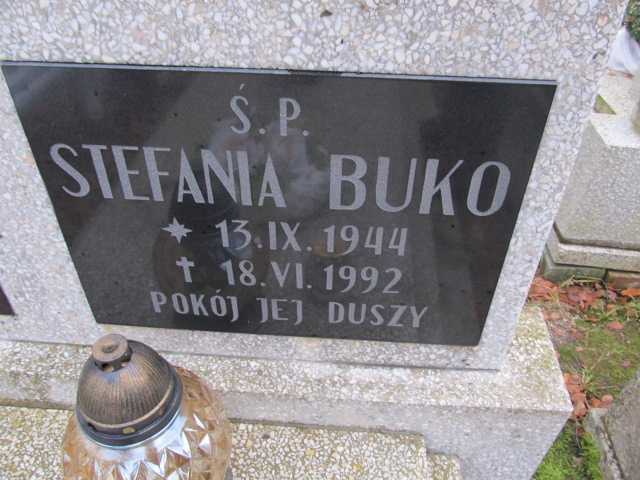 Ś.P.
STEFANIA BUKO
13.IX.1944
18.VI.1992
POKÓJ JEJ DUSZY